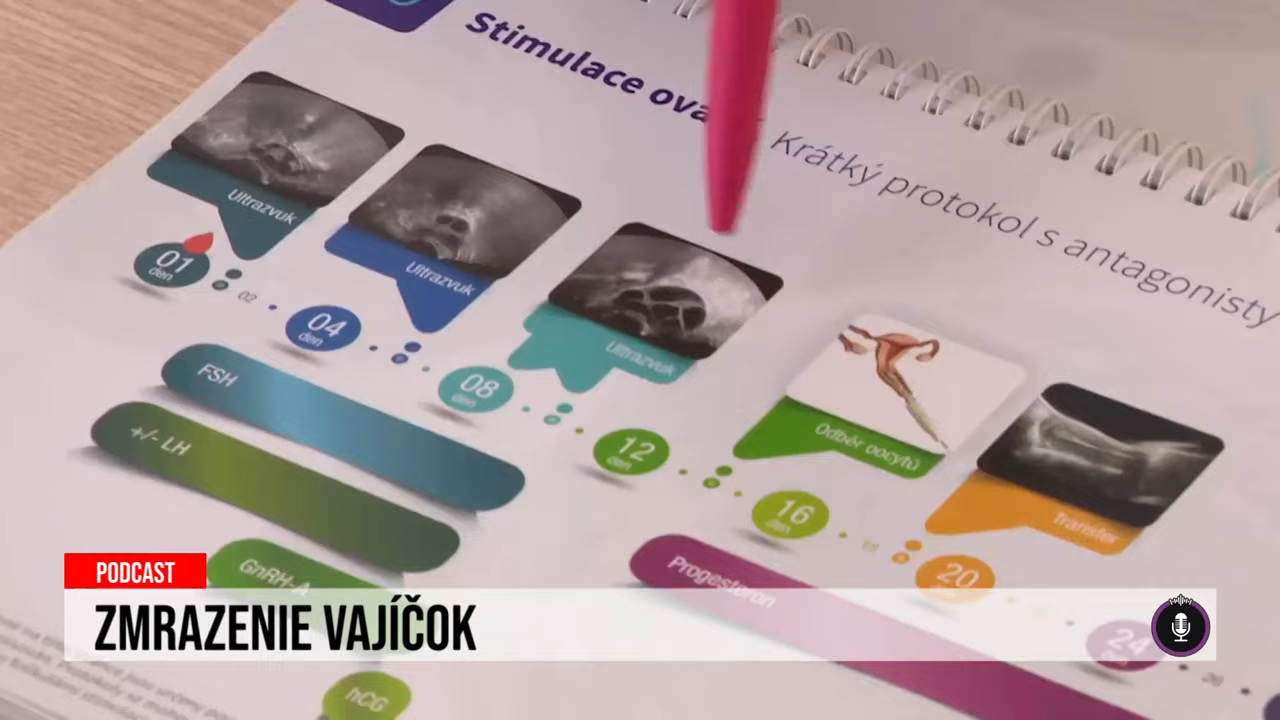 Stimulace
Krátký protokol s antagonisty
Ultrazvuk
Ultrazvuk
Ultrazvuk
Odběr oocytů
Transfer
01
den
02
04
den
08
den
12
den
16
den
20
24
FSH
+/- LH
GnRH-A
Progesteron
hCG
PODCAST
ZMRAZENIE VAJÍČOK